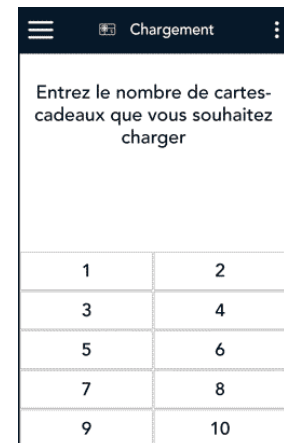 Chargement
Entrez le nombre de cartes-
cadeaux que vous souhaitez
charger
1 2
3 4
5 6
7 8
9 10